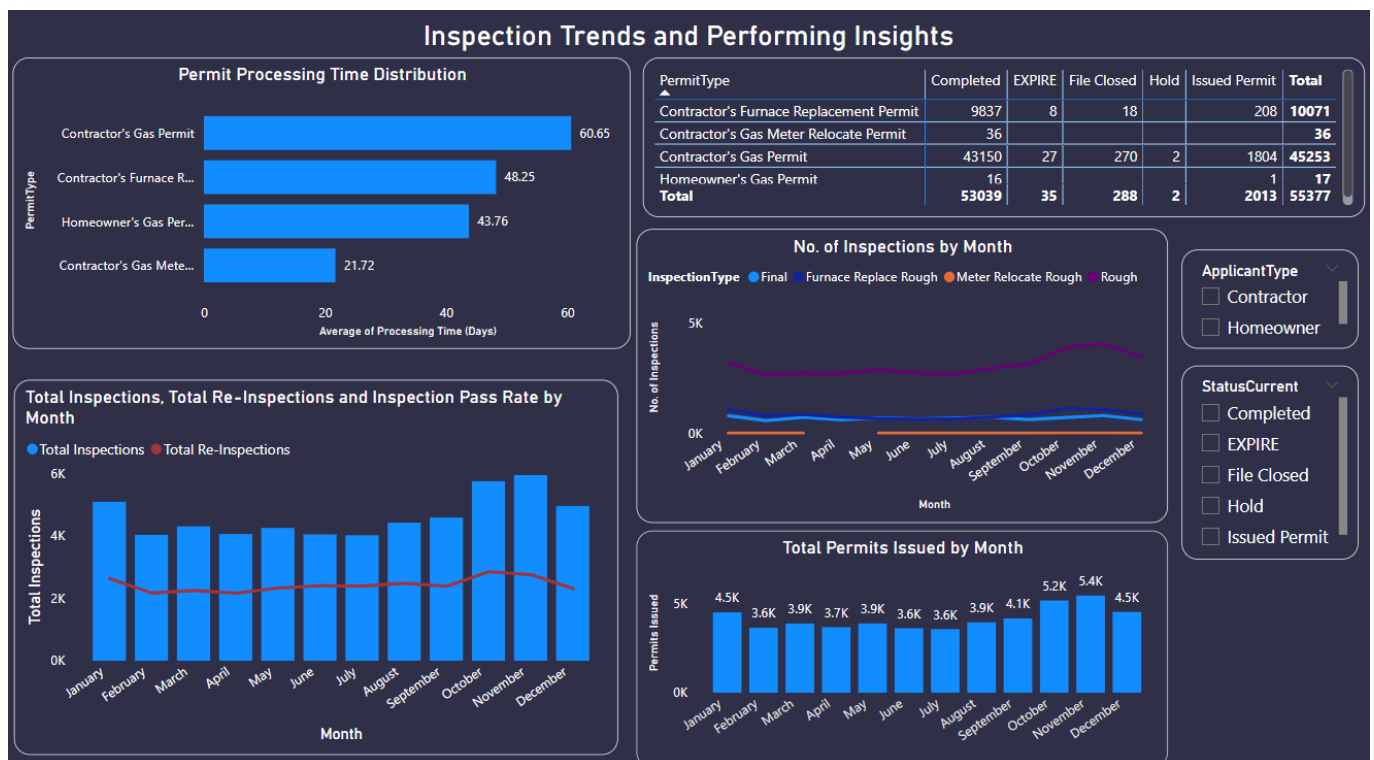 Inspection Trends and Performing Insights
Permit Processing Time Distribution
PermitType
Contractor's Gas Permit
60.65
Contractor's Furnace R...
48.25
Homeowner's Gas Per...
43.76
Contractor's Gas Mete...
21.72
0 20 40 60
Average of Processing Time (Days)
PermitType Completed EXPIRE File Closed Hold Issued Permit Total
Contractor's Furnace Replacement Permit 9837 8 18 208 10071
Contractor's Gas Meter Relocate Permit 36 36
Contractor's Gas Permit 43150 27 270 2 1804 45253
Homeowner's Gas Permit 16 1 17
Total 53039 35 288 2 2013 55377
No. of Inspections by Month
InspectionType Final Furnace Replace Rough Meter Relocate Rough Rough
No. of Inspections
5K
0K
January February March April May June July August September October November December
Month
ApplicantType
Contractor
Homeowner
StatusCurrent
Completed
EXPIRE
File Closed
Hold
Issued Permit
Total Inspections, Total Re-Inspections and Inspection Pass Rate by
Month
Total Inspections Total Re-Inspections
Total Inspections
6K
4K
2K
0K
January February March April May June July August September October November December
Month
Total Permits Issued by Month
Permits Issued
5K
0K
4.5K 3.6K 3.9K 3.7K 3.9K 3.6K 3.6K 3.9K 4.1K 5.2K 5.4K 4.5K
January February March April May June July August September October November December